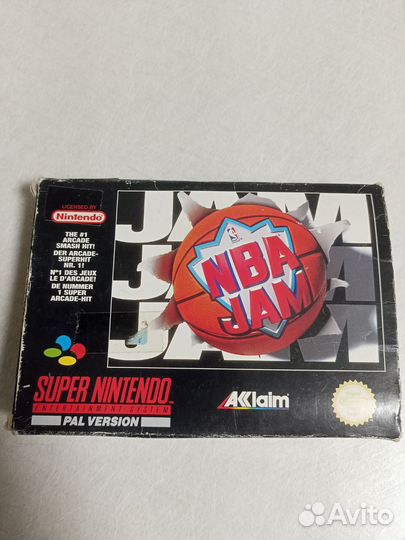 LICENSED BY
Nintendo
THE #1
ARCADE
SMASH HIT!
DER ARCADE-
SUPERHIT
NR. 1!
N°1 DES JEUX
LE D'ARCADE!
DE NUMMER
1 SUPER
ARCADE-HIT
JAM
JAM
JAM
NBA
JAM
SUPER NINTENDO
ENTERTAINMENT SYSTEM
PAL VERSION
AKlaim
Avito